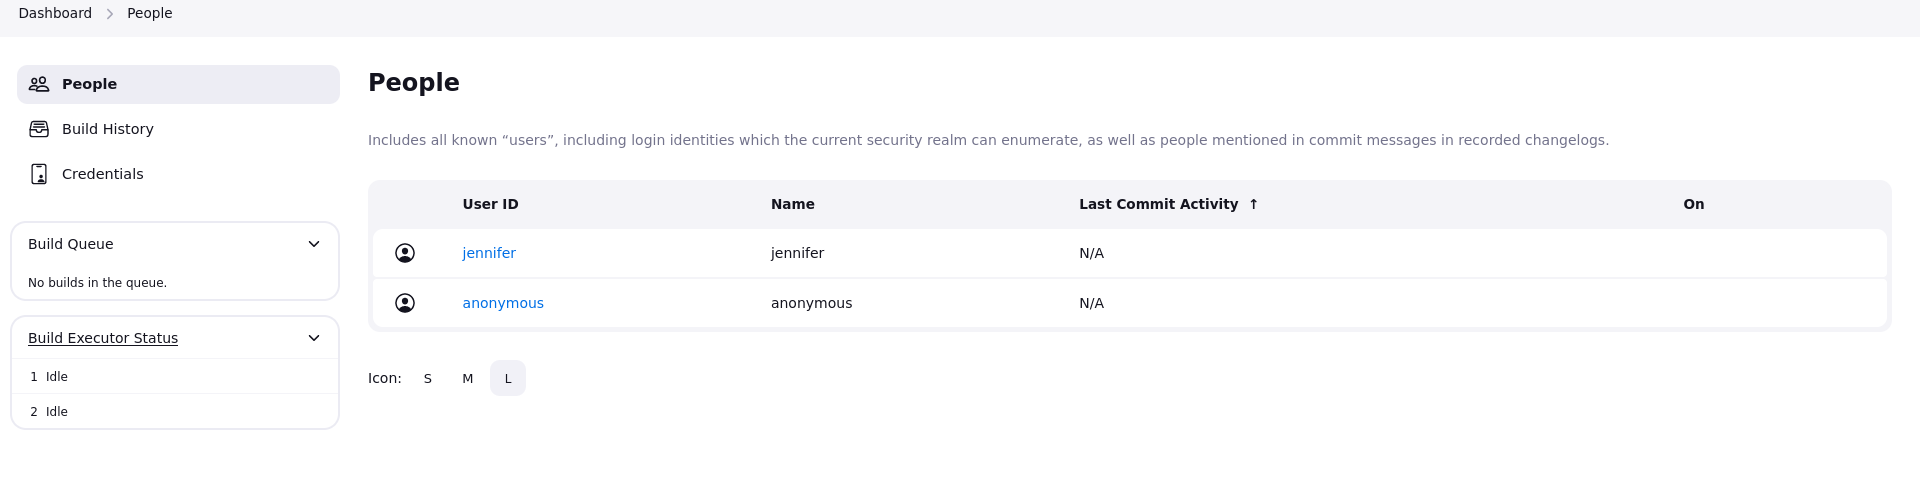 Dashboard > People
People
Build History
Credentials
Build Queue
No builds in the queue.
Build Executor Status
1 Idle
2 Idle
People
Includes all known “users”, including login identities which the current security realm can enumerate, as well as people mentioned in commit messages in recorded changelogs.
User ID Name Last Commit Activity ↑ On
jennifer jennifer N/A
anonymous anonymous N/A
Icon: S M L